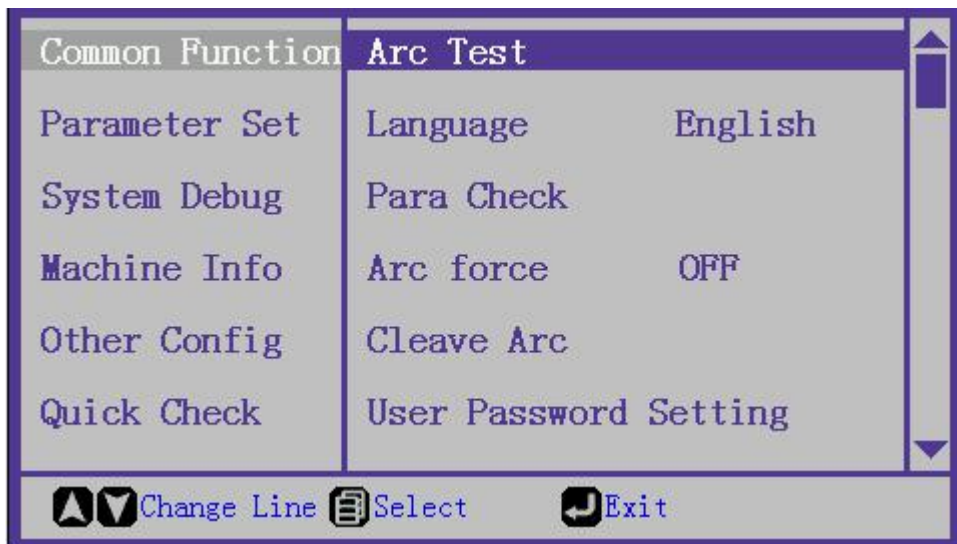 Common Function Arc Test
Parameter Set Language English
System Debug Para Check
Machine Info Arc force OFF
Other Config Cleave Arc
Quick Check User Password Setting
Change Line Select Exit